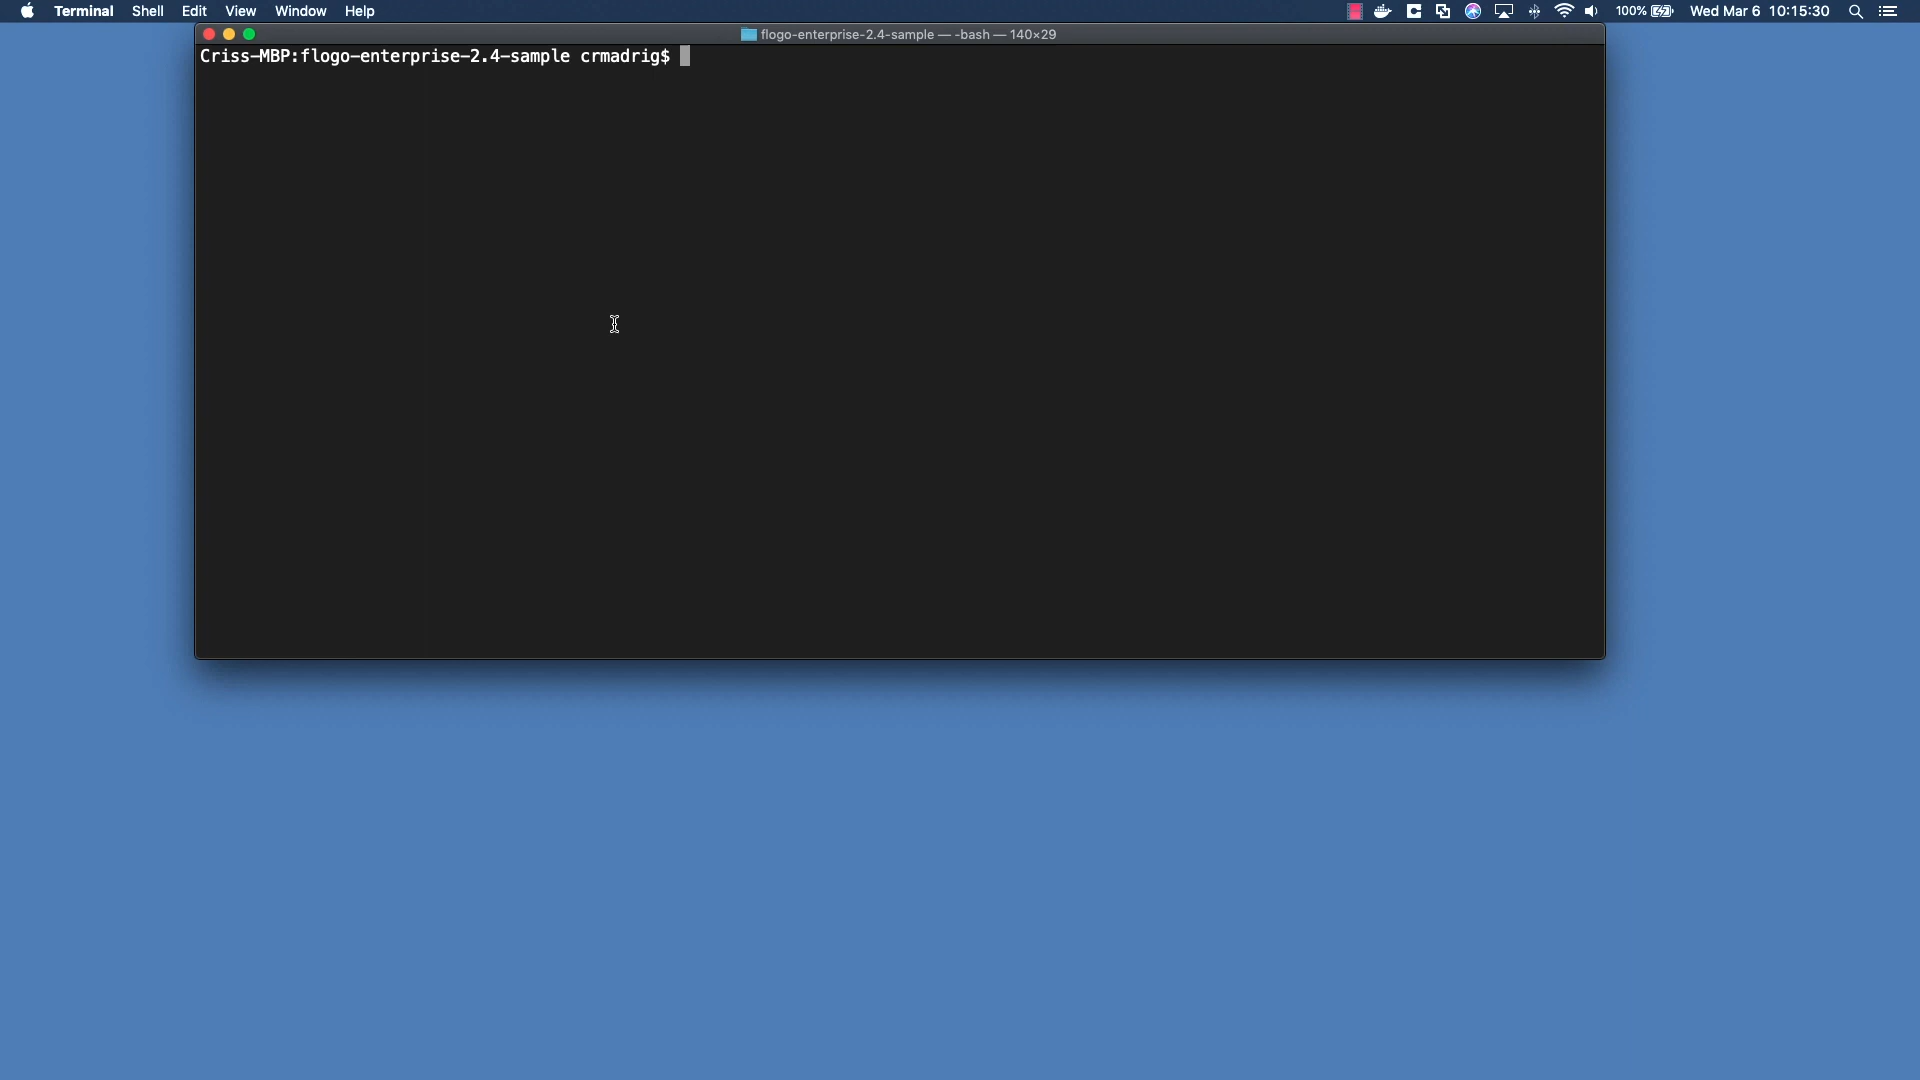 Terminal Shell Edit View Window Help 100% Wed Mar 6 10:15:30
flogo-enterprise-2.4-sample — -bash — 140×29
Criss-MBP:flogo-enterprise-2.4-sample crmadrig$